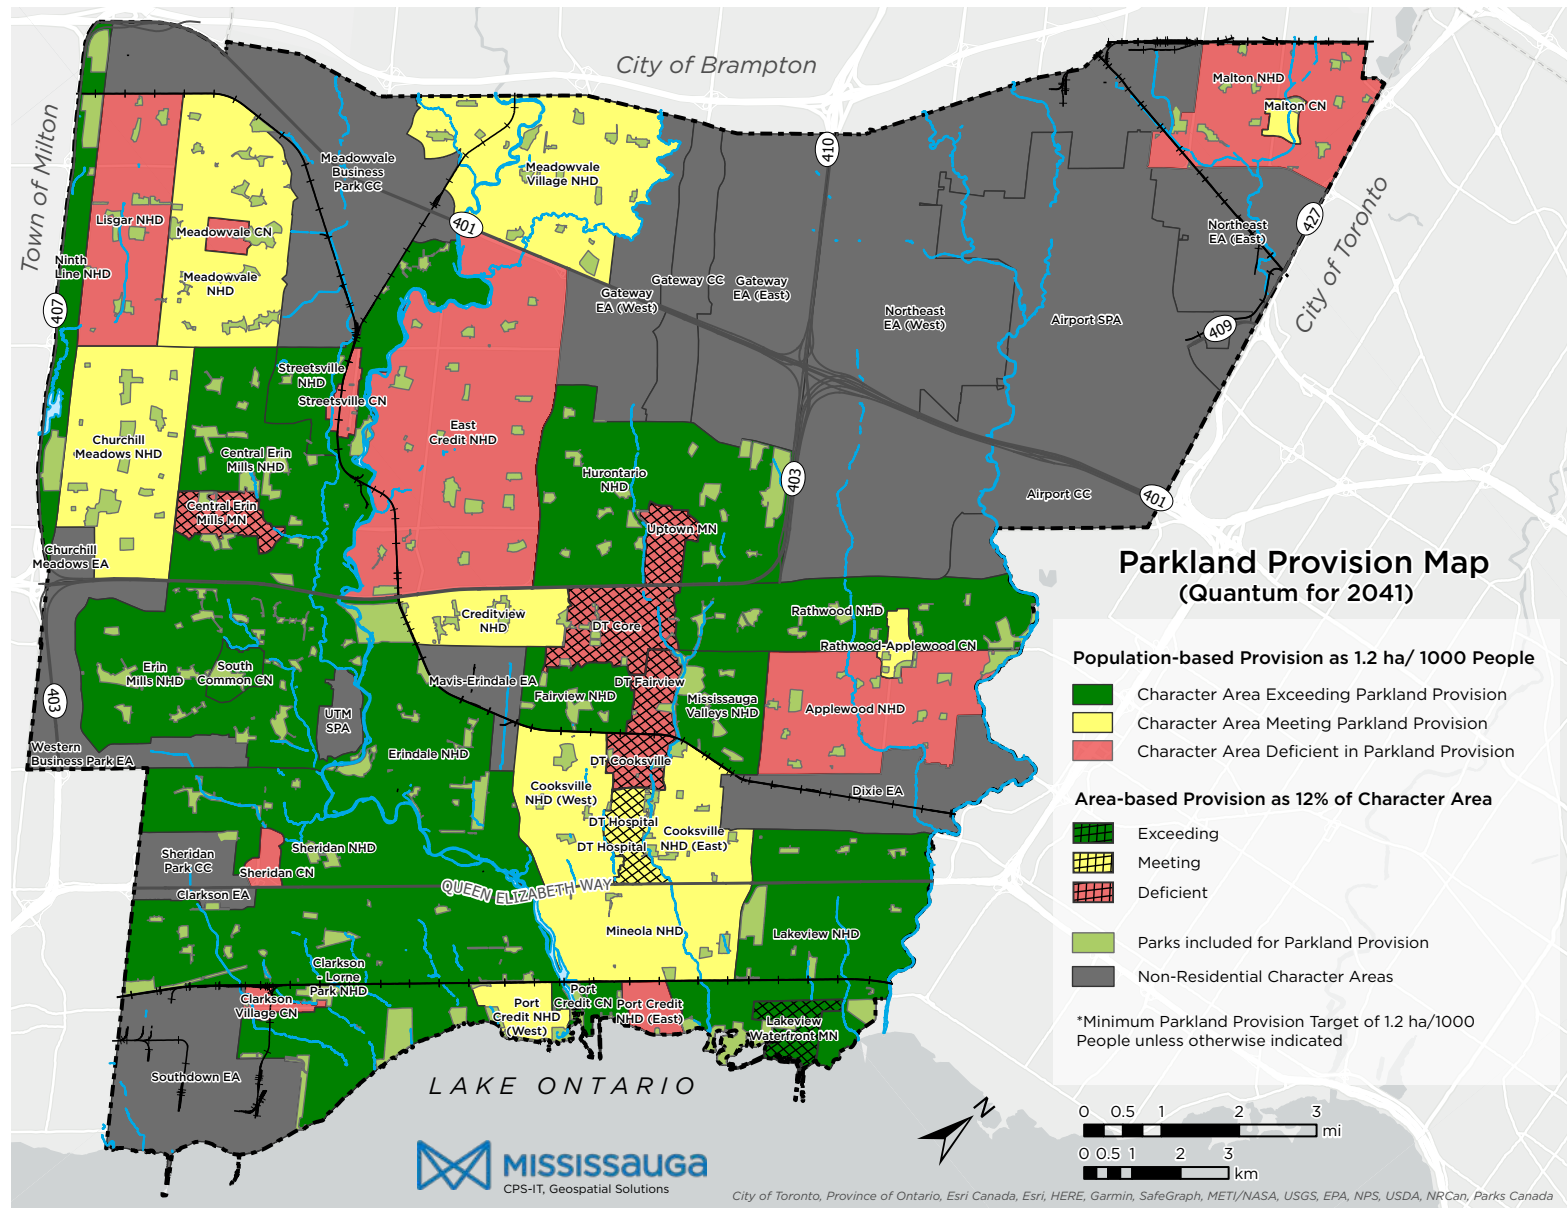 City of Brampton
Town of Milton
City of Toronto
Malton NHD
Malton CN
410
Meadowvale
Business
Park CC
Meadowvale
Village NHD
401
427
Lisgar NHD
Meadowvale CN
Northeast
EA (East)
Ninth
Line NHD
Meadowvale
NHD
407
Gateway CC
Gateway
EA (East)
Gateway
EA (West)
Northeast
EA (West)
Airport SPA
409
Streetsville
NHD
Streetsville CN
East
Credit NHD
Churchill
Meadows NHD
Central Erin
Mills NHD
Hurontario
NHD
403
Airport CC
401
Central Erin
Mills MN
Uptown MN
Churchill
Meadows EA
Parkland Provision Map
(Quantum for 2041)
Creditview
NHD
DT Core
Rathwood NHD
Rathwood-Applewood CN
Erin
Mills NHD
South
Common CN
Mavis-Erindale EA
DT Fairview
Fairview NHD
Mississauga
Valleys NHD
Applewood NHD
403
UTM
SPA
Western
Business Park EA
Erindale NHD
DT Cooksville
Cooksville
NHD (West)
Dixie EA
DT Hospital
DT Hospital
Cooksville
NHD (East)
Sheridan
Park CC
Sheridan NHD
Sheridan CN
Clarkson EA
QUEEN ELIZABETH WAY
Mineola NHD
Lakeview NHD
Clarkson
- Lorne
Park NHD
Clarkson
Village CN
Port
Credit NHD
(West)
Port
Credit CN
Port Credit
NHD (East)
Lakeview
Waterfront MN
Southdown EA
LAKE ONTARIO
Population-based Provision as 1.2 ha/ 1000 People
Character Area Exceeding Parkland Provision
Character Area Meeting Parkland Provision
Character Area Deficient in Parkland Provision
Area-based Provision as 12% of Character Area
Exceeding
Meeting
Deficient
Parks included for Parkland Provision
Non-Residential Character Areas
*Minimum Parkland Provision Target of 1.2 ha/1000
People unless otherwise indicated
N
0 0.5 1 2 3
mi
0 0.5 1 2 3
km
MISSISSAUGA
CPS-IT, Geospatial Solutions
City of Toronto, Province of Ontario, Esri Canada, Esri, HERE, Garmin, SafeGraph, METI/NASA, USGS, EPA, NPS, USDA, NRCan, Parks Canada